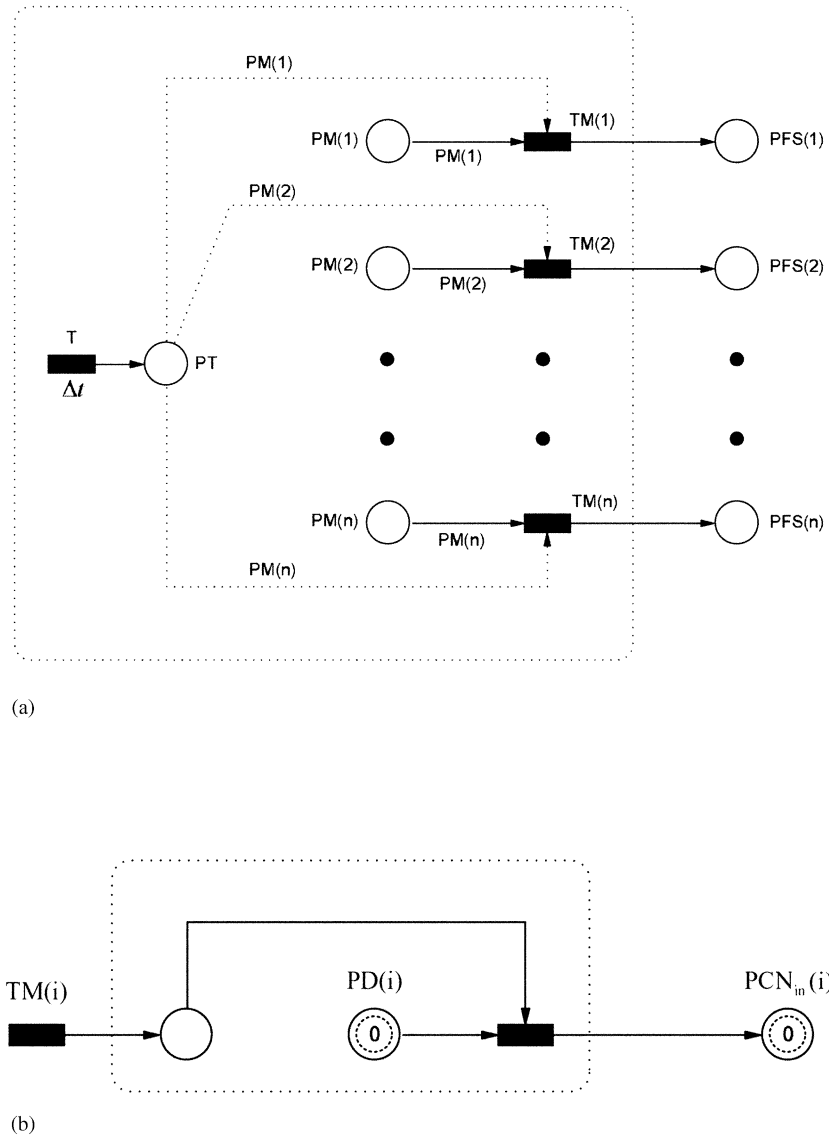 PM(1)
PM(1) PM(1) TM(1) PFS(1)
PM(2)
PM(2) PM(2) TM(2) PFS(2)
T
Δt
PT
PM(n) PM(n) TM(n) PFS(n)
PM(n)
(a)
TM(i) PD(i) PCNin(i)
0 0
(b)